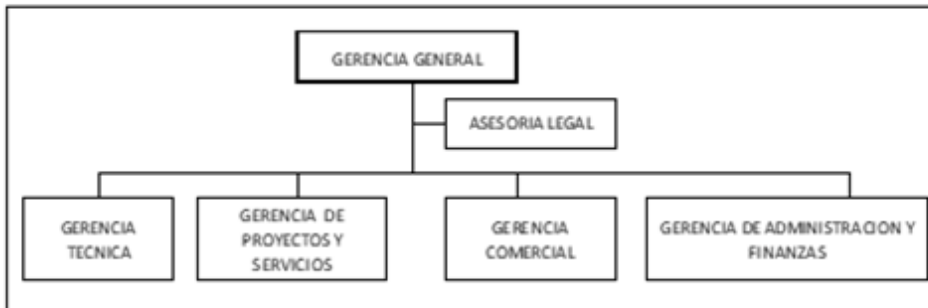 GERENCIA GENERAL
ASESORIA LEGAL
GERENCIA
TECNICA
GERENCIA DE
PROYECTOS Y
SERVICIOS
GERENCIA
COMERCIAL
GERENCIA DE ADMINISTRACION Y
FINANZAS